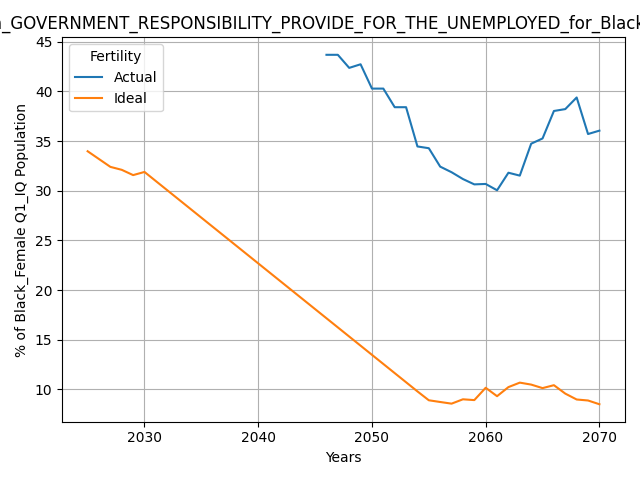 _GOVERNMENT_RESPONSIBILITY_PROVIDE_FOR_THE_UNEMPLOYED_for_Black
Fertility
Actual
Ideal
45
40
35
30
25
20
15
10
% of Black_Female Q1_IQ Population
2030
2040
2050
2060
2070
Years